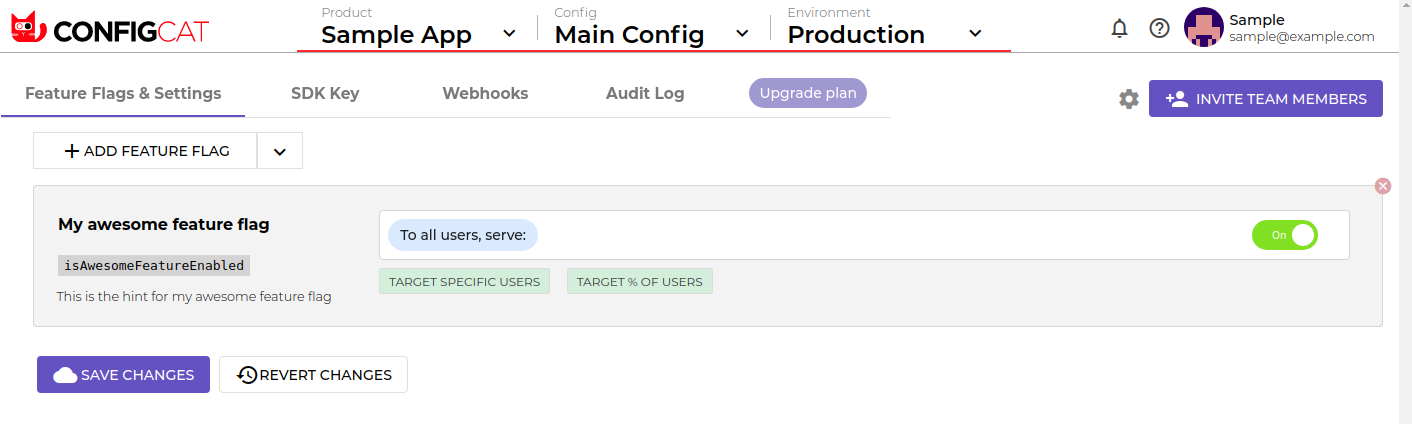 CONFIGCAT
Product
Sample App
Config
Main Config
Environment
Production
Sample
sample@example.com
Feature Flags & Settings
SDK Key
Webhooks
Audit Log
Upgrade plan
INVITE TEAM MEMBERS
ADD FEATURE FLAG
My awesome feature flag
To all users, serve:
On
isAwesomeFeatureEnabled
TARGET SPECIFIC USERS
TARGET % OF USERS
This is the hint for my awesome feature flag
SAVE CHANGES
REVERT CHANGES